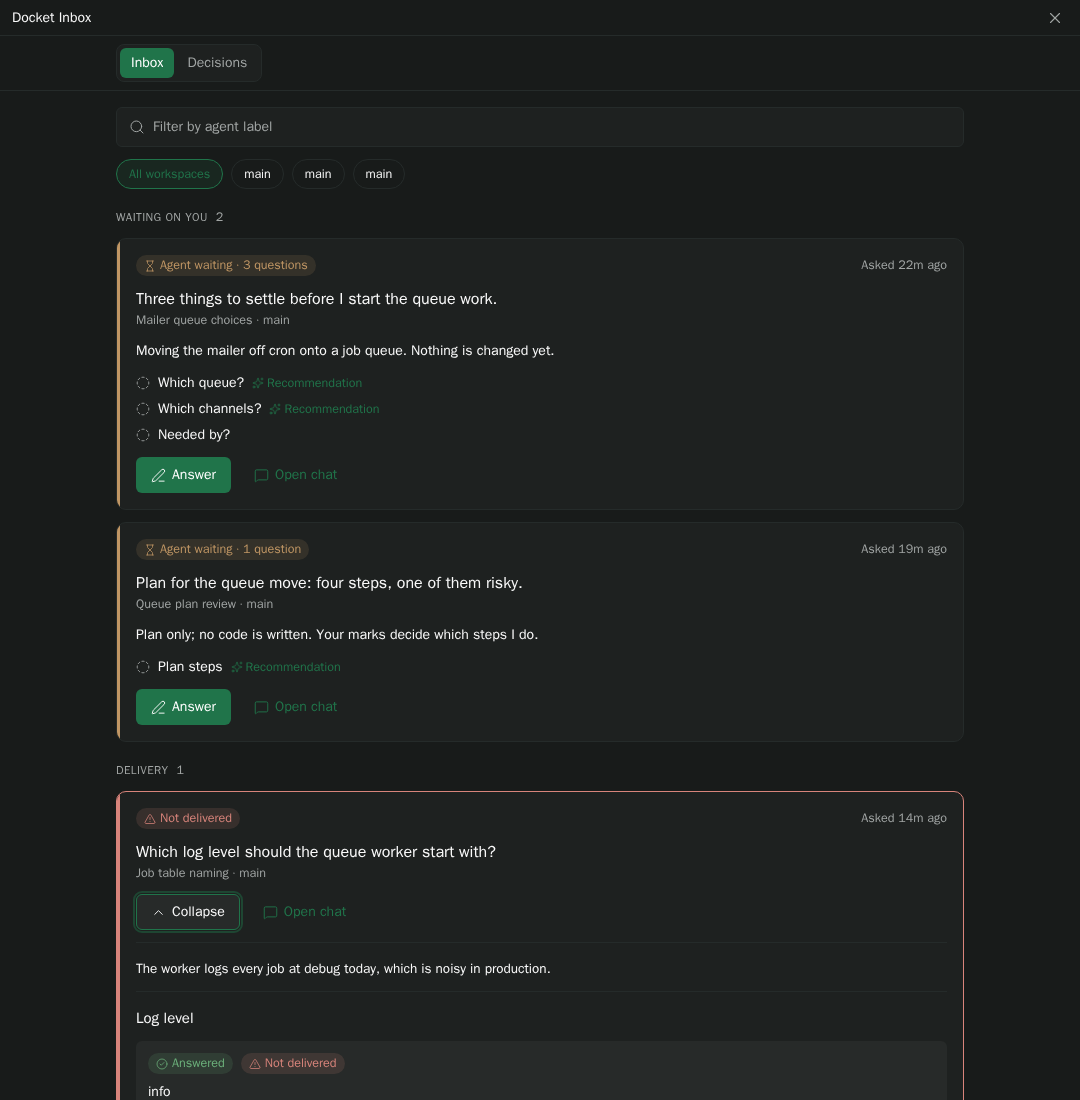 Docket Inbox
Inbox Decisions
Filter by agent label
All workspaces main main main
WAITING ON YOU 2
Agent waiting · 3 questions Asked 22m ago
Three things to settle before I start the queue work.
Mailer queue choices · main
Moving the mailer off cron onto a job queue. Nothing is changed yet.
Which queue? Recommendation
Which channels? Recommendation
Needed by?
Answer Open chat
Agent waiting · 1 question Asked 19m ago
Plan for the queue move: four steps, one of them risky.
Queue plan review · main
Plan only; no code is written. Your marks decide which steps I do.
Plan steps Recommendation
Answer Open chat
DELIVERY 1
Not delivered Asked 14m ago
Which log level should the queue worker start with?
Job table naming · main
Collapse Open chat
The worker logs every job at debug today, which is noisy in production.
Log level
Answered Not delivered
info